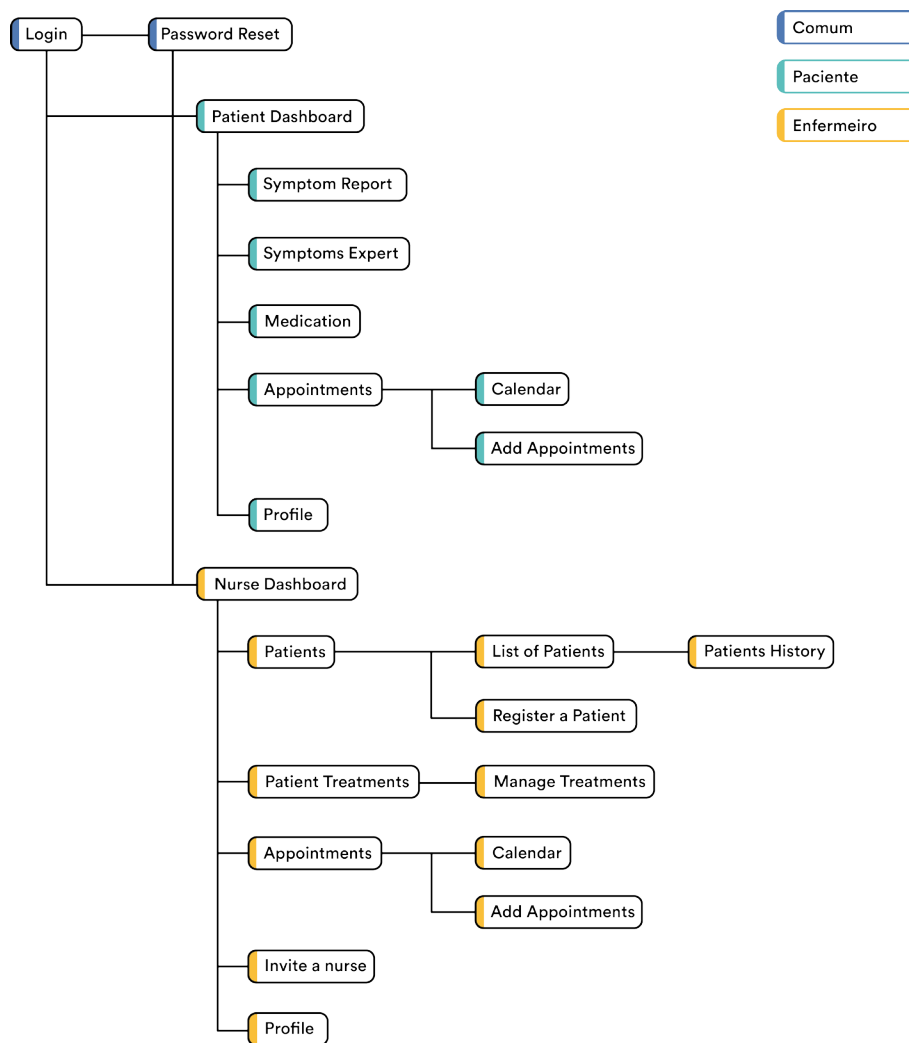 Login
Password Reset
Comum
Paciente
Enfermeiro
Patient Dashboard
Symptom Report
Symptoms Expert
Medication
Appointments
Calendar
Add Appointments
Profile
Nurse Dashboard
Patients
List of Patients
Patients History
Register a Patient
Patient Treatments
Manage Treatments
Appointments
Calendar
Add Appointments
Invite a nurse
Profile